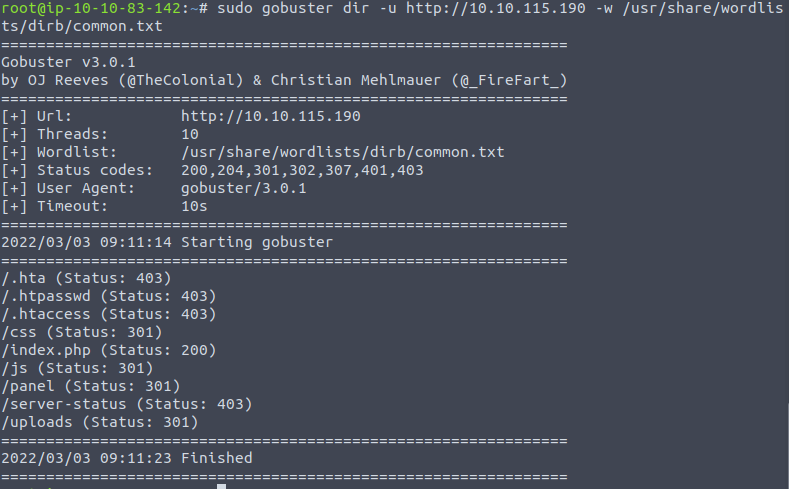 root@ip-10-10-83-142:~# sudo gobuster dir -u http://10.10.115.190 -w /usr/share/wordlis
ts/dirb/common.txt
===============================================================
Gobuster v3.0.1
by OJ Reeves (@TheColonial) & Christian Mehlmauer (@_FireFart_)
===============================================================
[+] Url:            http://10.10.115.190
[+] Threads:        10
[+] Wordlist:       /usr/share/wordlists/dirb/common.txt
[+] Status codes:   200,204,301,302,307,401,403
[+] User Agent:     gobuster/3.0.1
[+] Timeout:        10s
===============================================================
2022/03/03 09:11:14 Starting gobuster
===============================================================
/.hta (Status: 403)
/.htpasswd (Status: 403)
/.htaccess (Status: 403)
/css (Status: 301)
/index.php (Status: 200)
/js (Status: 301)
/panel (Status: 301)
/server-status (Status: 403)
/uploads (Status: 301)
===============================================================
2022/03/03 09:11:23 Finished
===============================================================